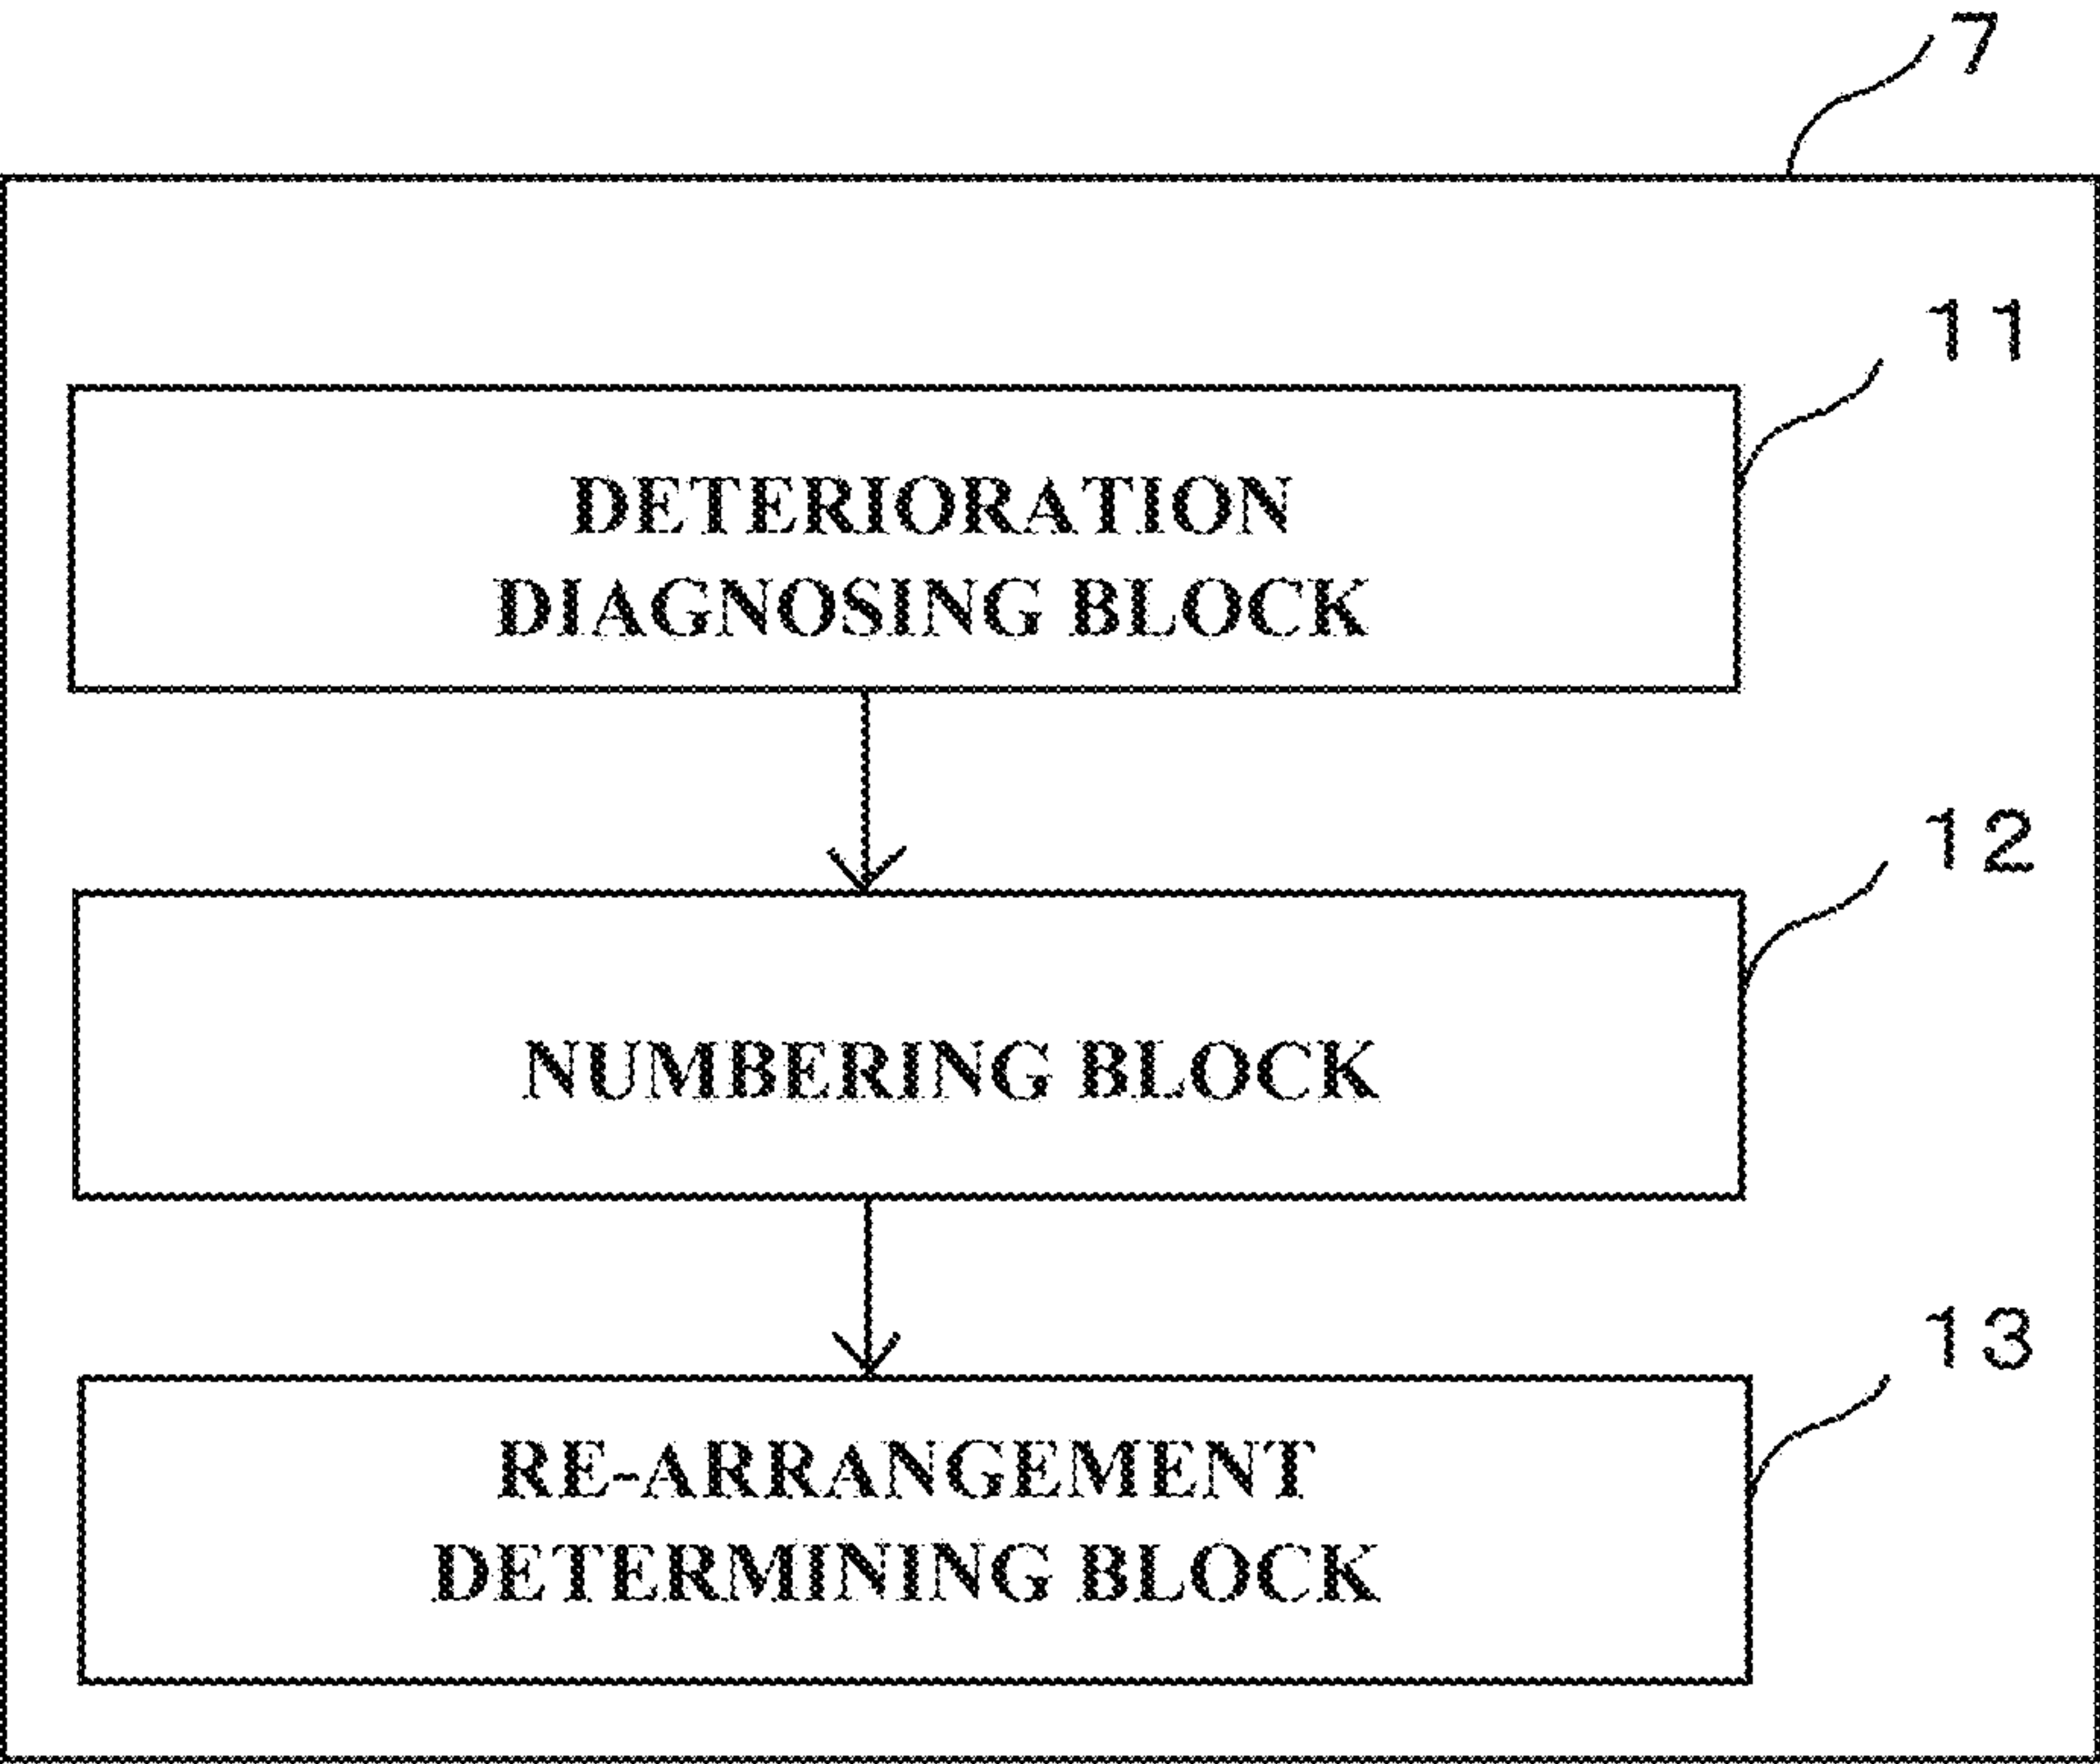 7
11
DETERIORATION
DIAGNOSING BLOCK
12
NUMBERING BLOCK
13
RE-ARRANGEMENT
DETERMINING BLOCK